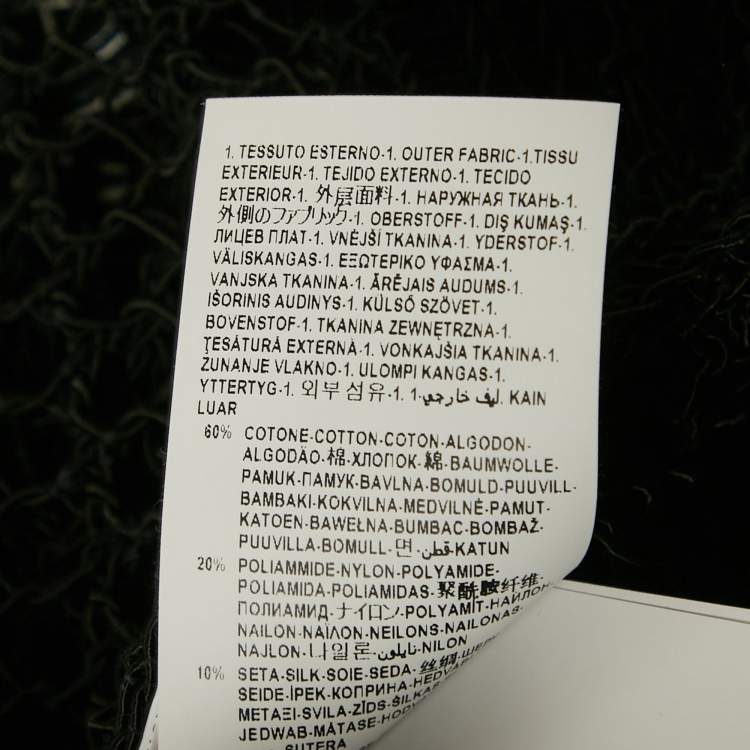 1. TESSUTO ESTERNO-1. OUTER FABRIC-1.TISSU
EXTERIEUR-1. TEJIDO EXTERNO-1. TECIDO
EXTERIOR-1. 外层面料-1. НАРУЖНАЯ ТКАНЬ-1.
外側のファブリック-1. OBERSTOFF-1. DIŞ KUMAŞ-1.
ЛИЦЕВ ПЛАТ-1. VNĚJŠÍ TKANINA-1. YDERSTOF-1.
VÄLISKANGAS-1. ΕΞΩΤΕΡΙΚΟ ΥΦΑΣΜΑ-1.
VANJSKA TKANINA-1. ĀRĒJAIS AUDUMS-1.
IŠORINIS AUDINYS-1. KÜLSŐ SZÖVET-1.
BOVENSTOF-1. TKANINA ZEWNĘTRZNA-1.
ŢESĂTURĂ EXTERNĂ-1. VONKAJŠIA TKANINA-1.
ZUNANJE VLAKNO-1. ULOMPI KANGAS-1.
YTTERTYG-1. 외부 섬유-1. 1-ليف خارجي. KAIN
LUAR
60% COTONE-COTTON-COTON-ALGODON-
ALGODÃO-棉-ХЛОПОК-綿-BAUMWOLLE-
PAMUK-ПАМУК-BAVLNA-BOMULD-PUUVILL-
BAMBAKI-KOKVILNA-MEDVILNĖ-PAMUT-
KATOEN-BAWEŁNA-BUMBAC-BOMBAŽ-
PUUVILLA-BOMULL-면-قطن-KATUN
20% POLIAMMIDE-NYLON-POLYAMIDE-
POLIAMIDA-POLIAMIDAS-聚酰胺纤维-
ПОЛИАМИД-ナイロン-POLYAMİT-НАЙЛОН-
NAILON-ΝΑΪΛΟΝ-NEILONS-NAILONAS-
NAJLON-나일론-نايلون-NILON
10% SETA-SILK-SOIE-SEDA-丝绸-
SEIDE-İPEK-КОПРИНА-
ΜΕΤΑΞΙ-SVILA-ZĪDS-
JEDWAB-MĂTASE-
SUTERA